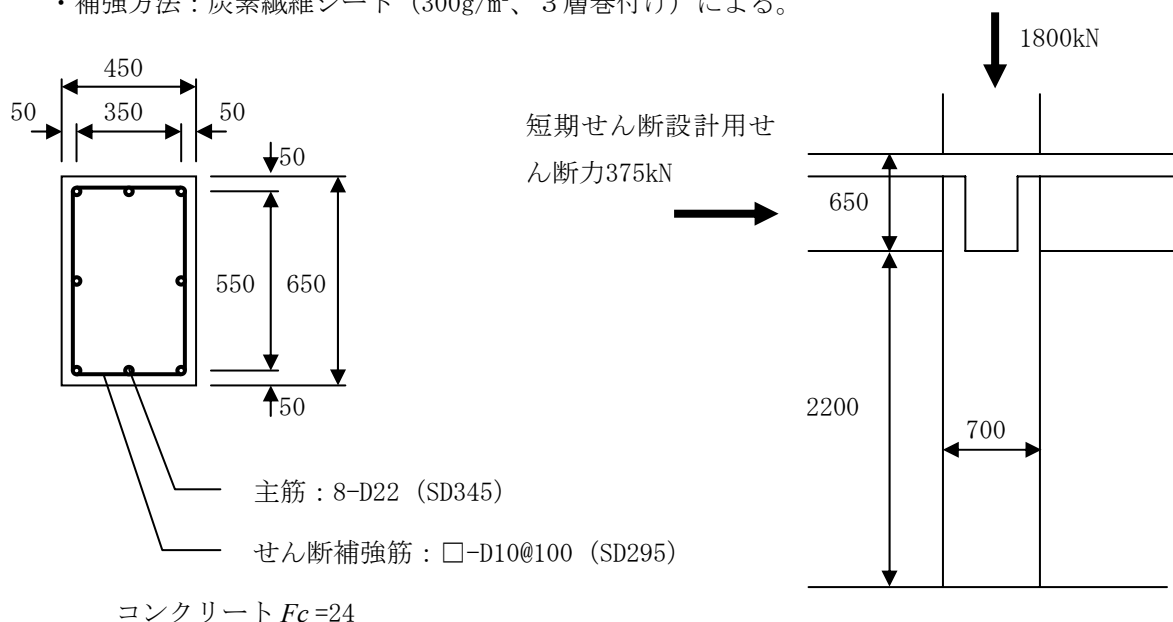 ・補強方法：炭素繊維シート（300g/m²、３層巻付け）による。
1800kN
450
50
350
50
短期せん断設計用せ
ん断力375kN
50
650
550
650
50
2200
700
主筋：8-D22（SD345）
せん断補強筋：□-D10@100（SD295）
コンクリート Fc =24